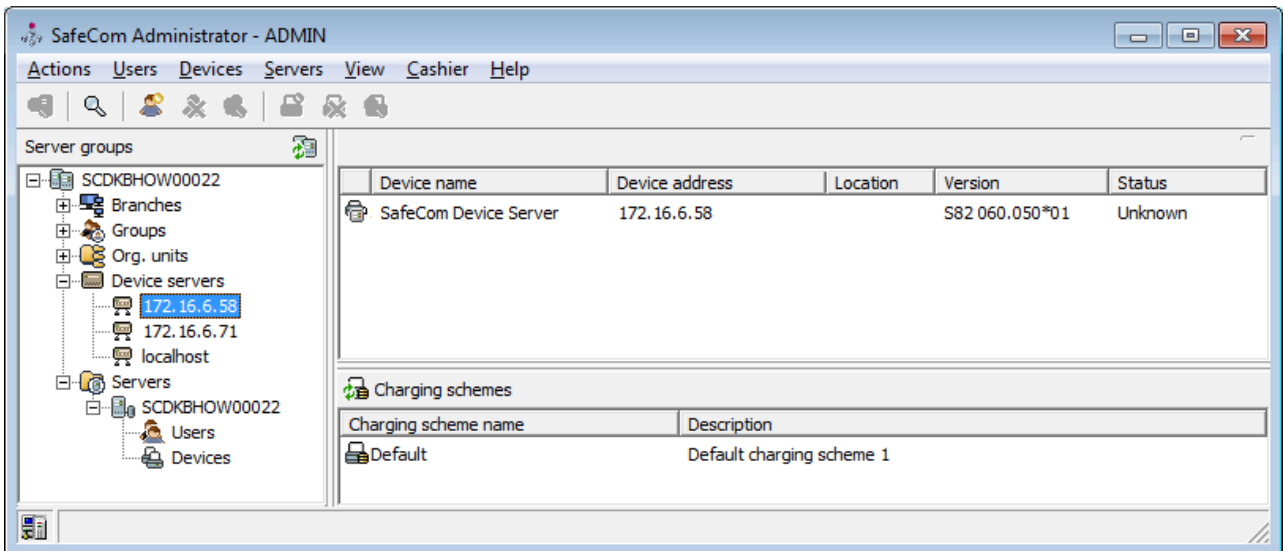 SafeCom Administrator - ADMIN
Actions Users Devices Servers View Cashier Help
Server groups
SCDKBHOW00022
Branches
Groups
Org. units
Device servers
172.16.6.58
172.16.6.71
localhost
Servers
SCDKBHOW00022
Users
Devices
Device name Device address Location Version Status
SafeCom Device Server 172.16.6.58 S82 060.050*01 Unknown
Charging schemes
Charging scheme name Description
Default Default charging scheme 1